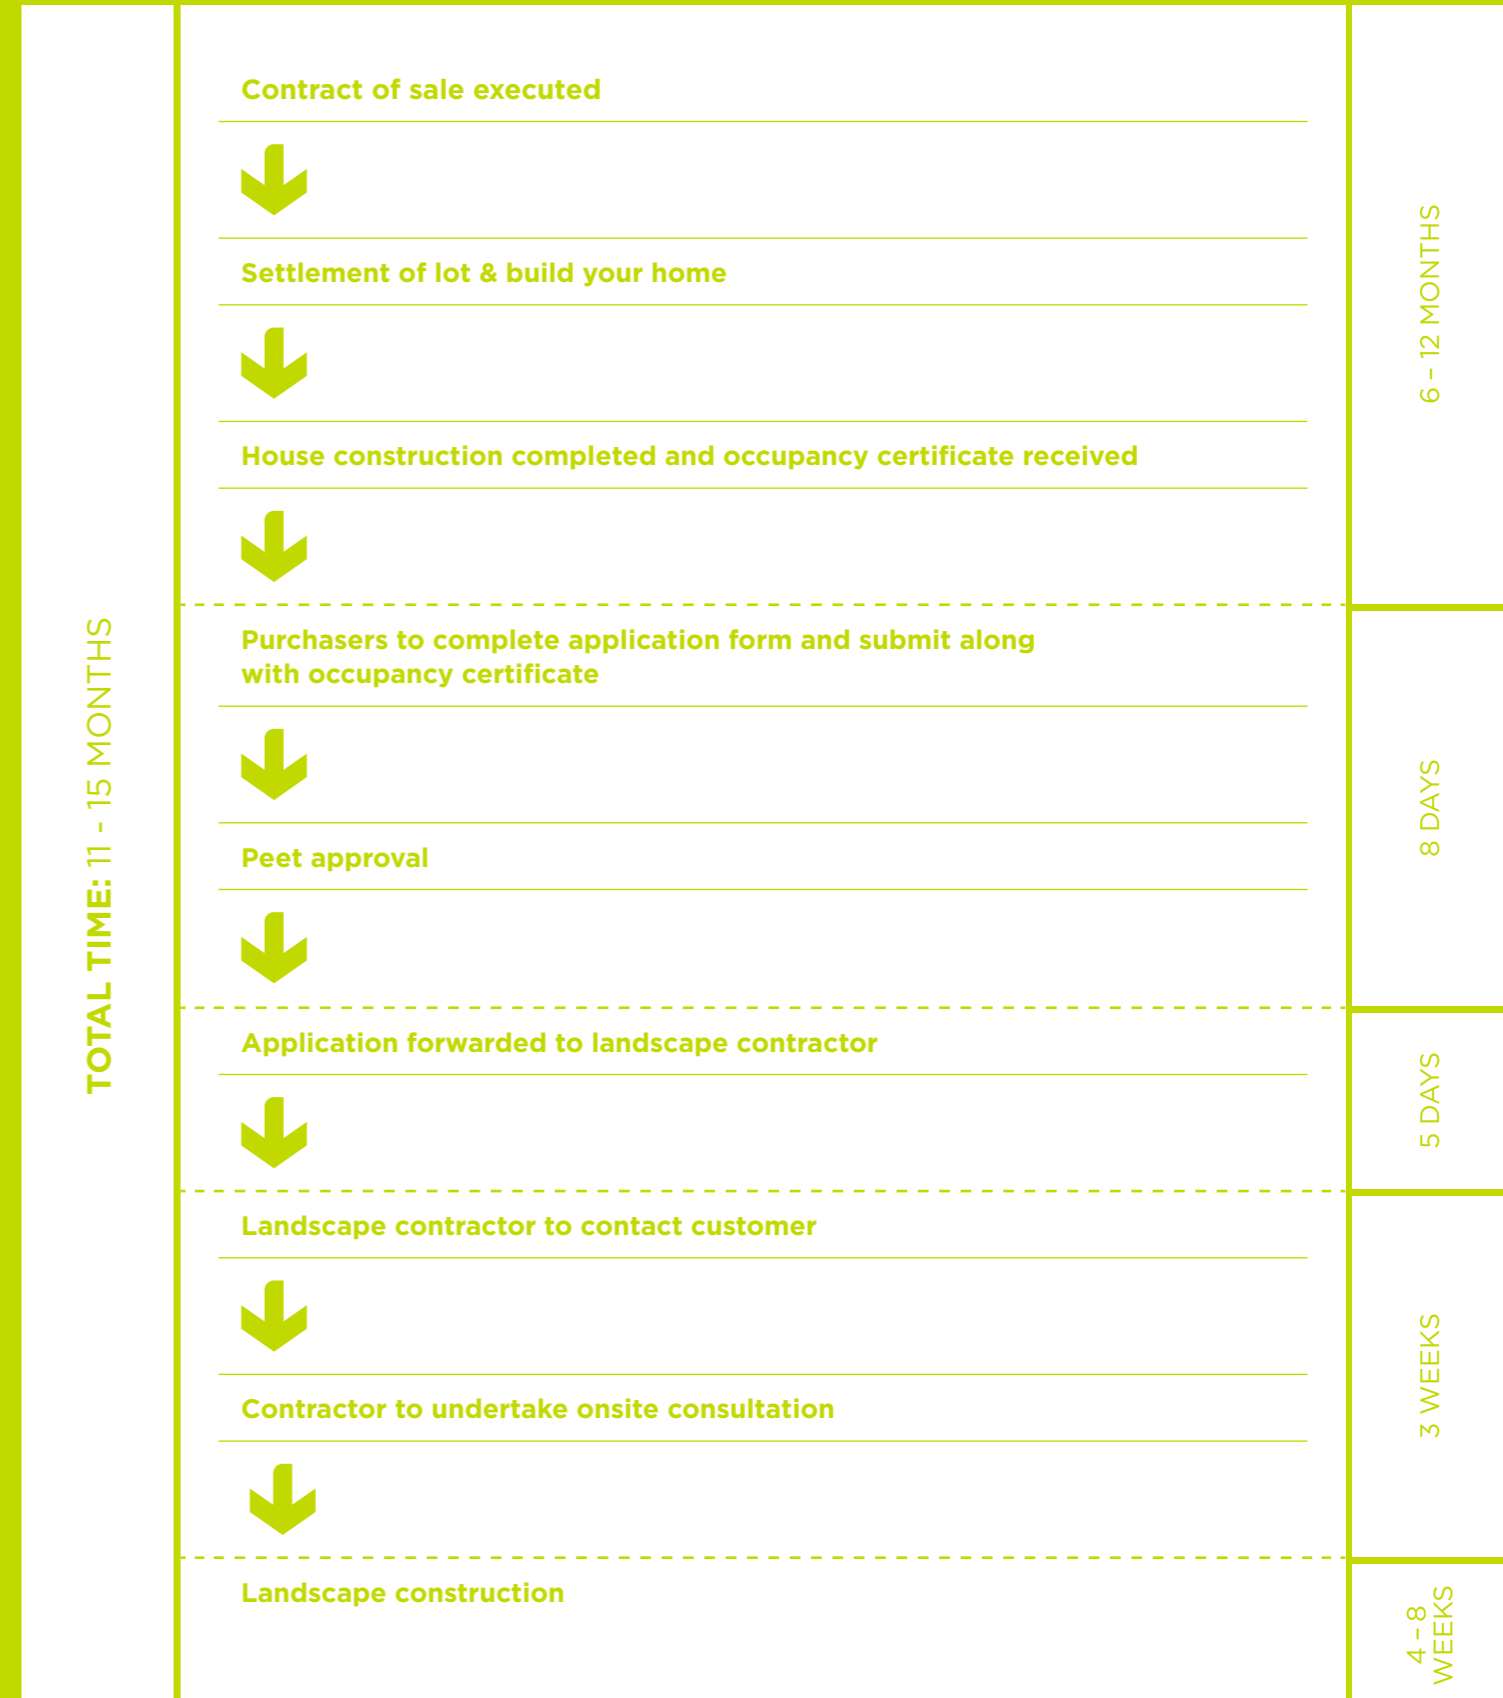 TOTAL TIME: 11 - 15 MONTHS
Contract of sale executed
Settlement of lot & build your home
House construction completed and occupancy certificate received
6 – 12 MONTHS
Purchasers to complete application form and submit along
with occupancy certificate
Peet approval
8 DAYS
Application forwarded to landscape contractor
5 DAYS
Landscape contractor to contact customer
Contractor to undertake onsite consultation
3 WEEKS
Landscape construction
4 – 8
WEEKS